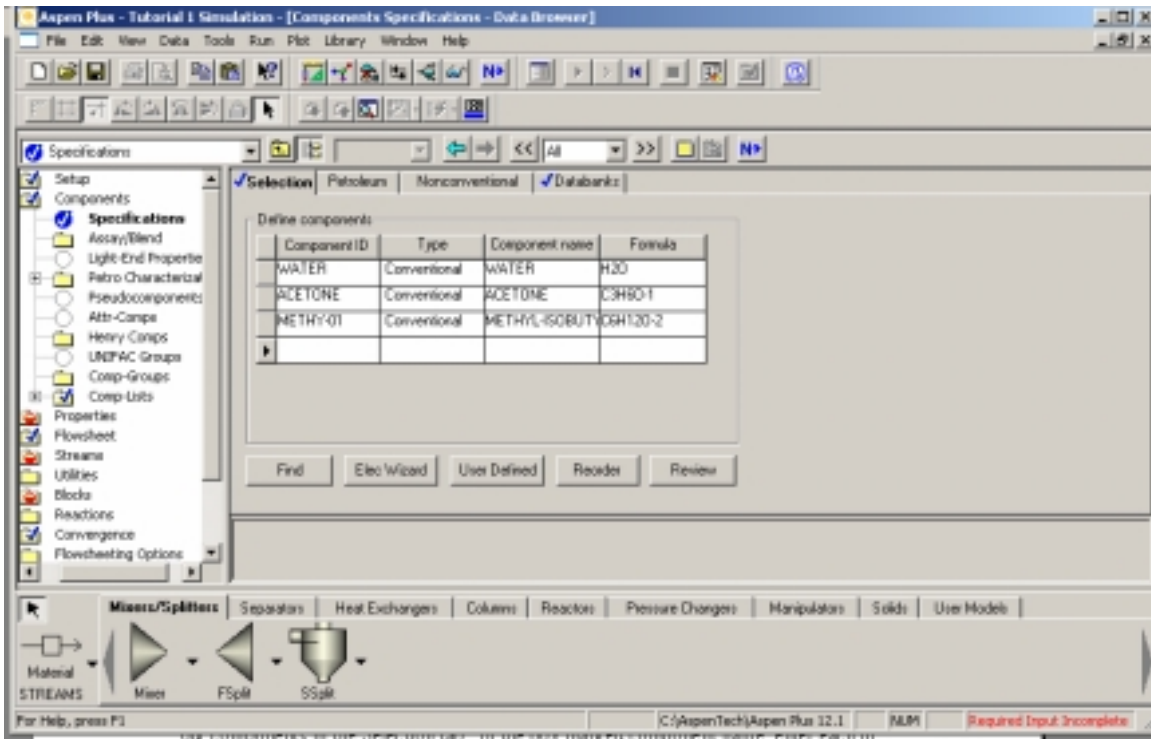 Aspen Plus - Tutorial 1 Simulation - [Components Specifications - Data Browser]
File Edit View Data Tools Run Plot Library Window Help
N▶
Specifications
<< All >> N▶
Setup
Components
Specifications
Assay/Blend
Light-End Propertie
Petro Characterizat
Pseudocomponents
Attr-Comps
Henry Comps
UNIFAC Groups
Comp-Groups
Comp-Lists
Properties
Flowsheet
Streams
Utilities
Blocks
Reactions
Convergence
Flowsheeting Options
Selection Petroleum Nonconventional Databanks
Define components
Component ID Type Component name Formula
WATER Conventional WATER H2O
ACETONE Conventional ACETONE C3H6O-1
METHY-01 Conventional METHYL-ISOBUTY C6H12O-2
Find Elec Wizard User Defined Reorder Review
Mixers/Splitters Separators Heat Exchangers Columns Reactors Pressure Changers Manipulators Solids User Models
Material
STREAMS Mixer FSplit SSplit
For Help, press F1 C:\AspenTech\Aspen Plus 12.1 NUM Required Input Incomplete